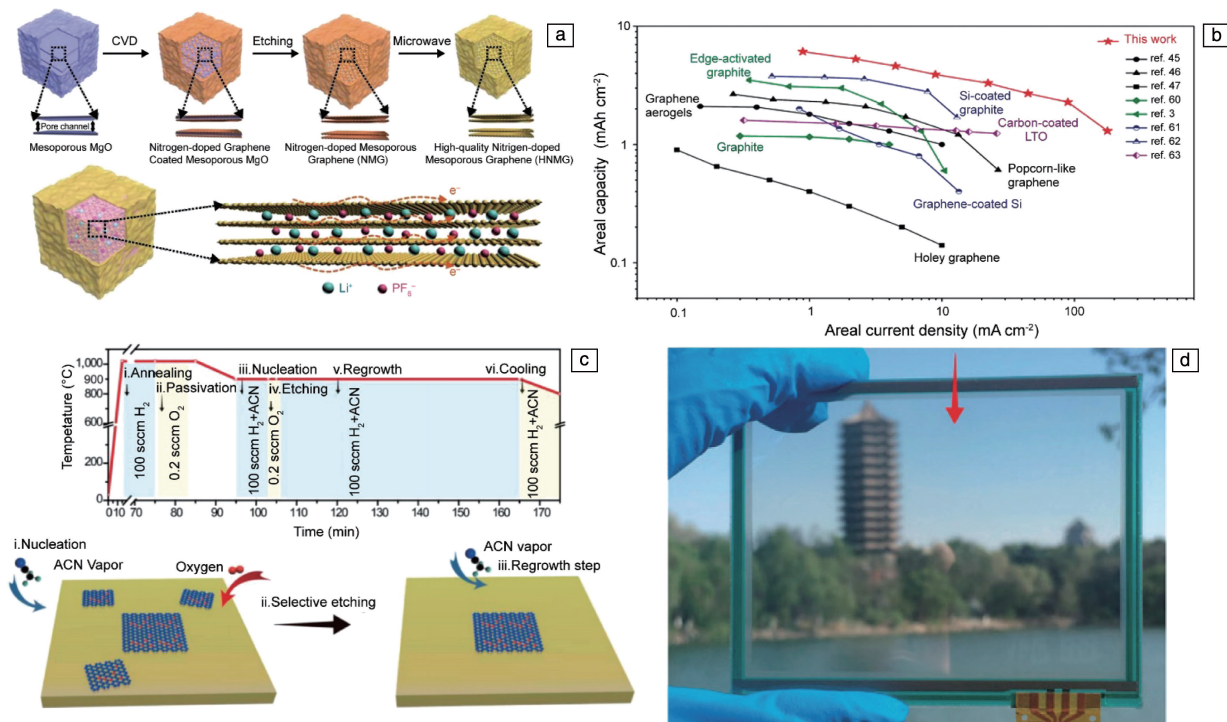 a
CVD
Etching
Microwave
Pore channel
Mesoporous MgO
Nitrogen-doped Graphene
Coated Mesoporous MgO
Nitrogen-doped Mesoporous
Graphene (NMG)
High-quality Nitrigen-doped
Mesoporous Graphene (HNMG)
e⁻
e⁻
Li⁺
PF₆⁻
b
Areal capacity (mAh cm⁻²)
10
1
0.1
0.1
1
10
100
Areal current density (mA cm⁻²)
This work
ref. 45
ref. 46
ref. 47
ref. 60
ref. 3
ref. 61
ref. 62
ref. 63
Edge-activated
graphite
Graphene
aerogels
Si-coated
graphite
Carbon-coated
LTO
Graphite
Popcorn-like
graphene
Graphene-coated Si
Holey graphene
c
Tempetature (°C)
1,000
900
800
600
400
200
0
i.Annealing
ii.Passivation
iii.Nucleation
iv.Etching
v.Regrowth
vi.Cooling
100 sccm H₂
0.2 sccm O₂
100 sccm H₂+ACN
0.2 sccm O₂
100 sccm H₂+ACN
100 sccm H₂+ACN
0 10 70 80 90 100 110 120 130 140 150 160 170
Time (min)
i.Nucleation
ACN Vapor
Oxygen
ii.Selective etching
ACN vapor
iii.Regrowth step
d